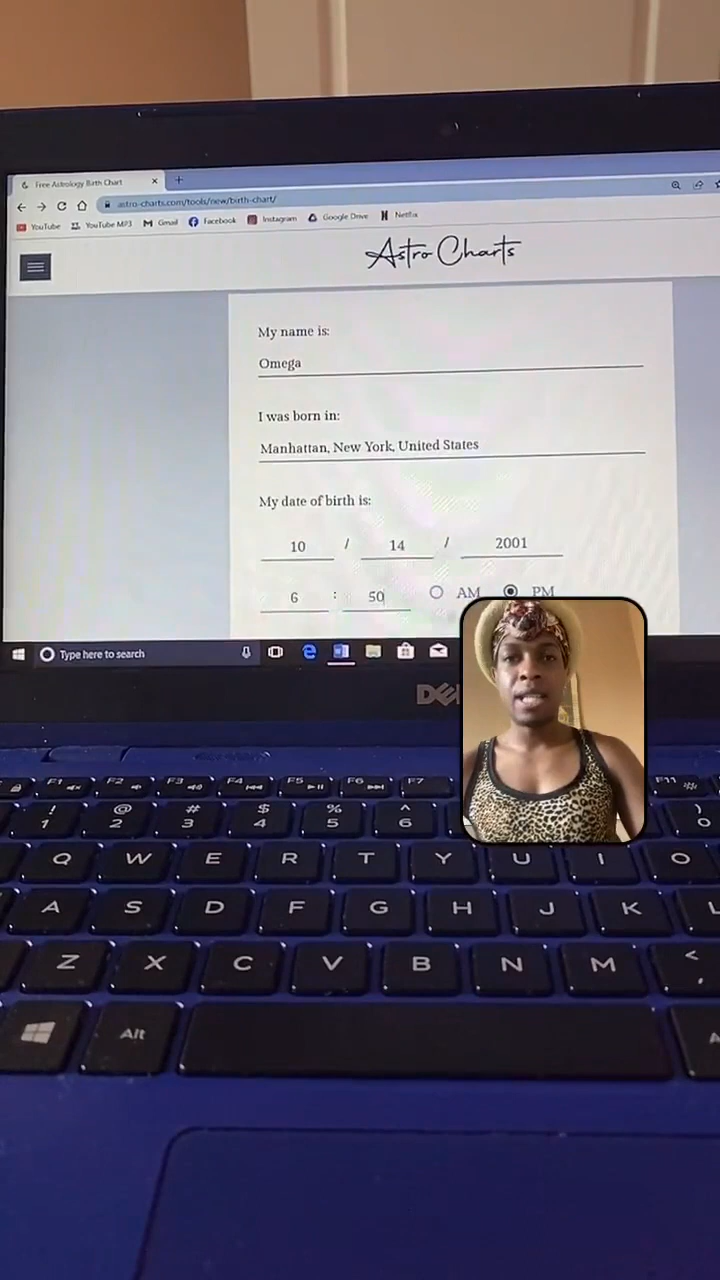 Free Astrology Birth Chart
astro-charts.com/tools/new/birth-chart/
YouTube YouTube MP3 Gmail Facebook Instagram Google Drive Netflix
Astro Charts
My name is:
Omega
I was born in:
Manhattan, New York, United States
My date of birth is:
10 / 14 / 2001
6 : 50 AM PM
Type here to search
F1 F2 F3 F4 F5 F6 F7 F11
! @ # $ % ^ )
1 2 3 4 5 6 0
Q W E R T Y U I O
A S D F G H J K L
Z X C V B N M < ,
Alt